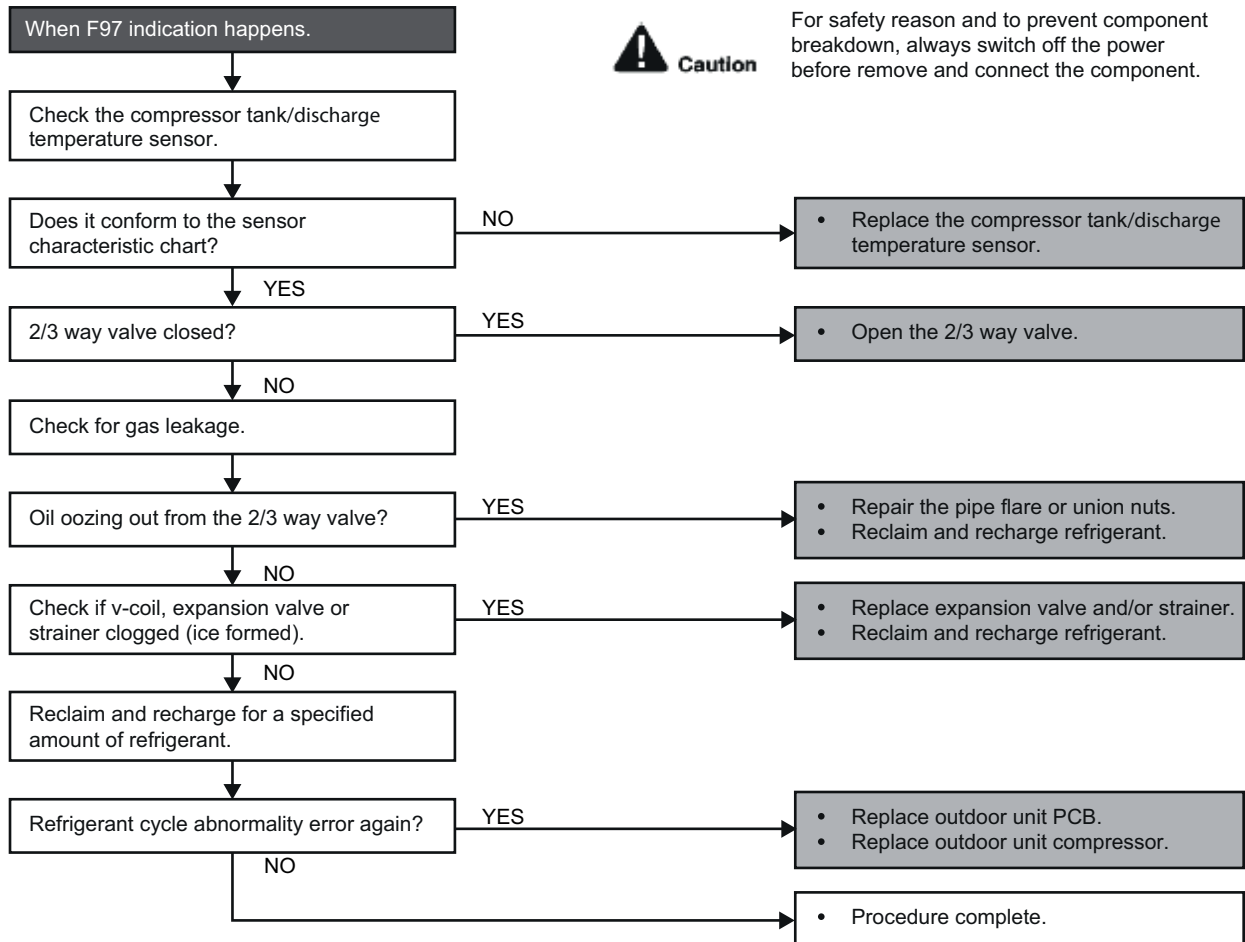 When F97 indication happens.
Caution
For safety reason and to prevent component
breakdown, always switch off the power
before remove and connect the component.
Check the compressor tank/discharge
temperature sensor.
Does it conform to the sensor
characteristic chart?
NO
• Replace the compressor tank/discharge
temperature sensor.
YES
2/3 way valve closed?
YES
• Open the 2/3 way valve.
NO
Check for gas leakage.
Oil oozing out from the 2/3 way valve?
YES
• Repair the pipe flare or union nuts.
• Reclaim and recharge refrigerant.
NO
Check if v-coil, expansion valve or
strainer clogged (ice formed).
YES
• Replace expansion valve and/or strainer.
• Reclaim and recharge refrigerant.
NO
Reclaim and recharge for a specified
amount of refrigerant.
Refrigerant cycle abnormality error again?
YES
• Replace outdoor unit PCB.
• Replace outdoor unit compressor.
NO
• Procedure complete.